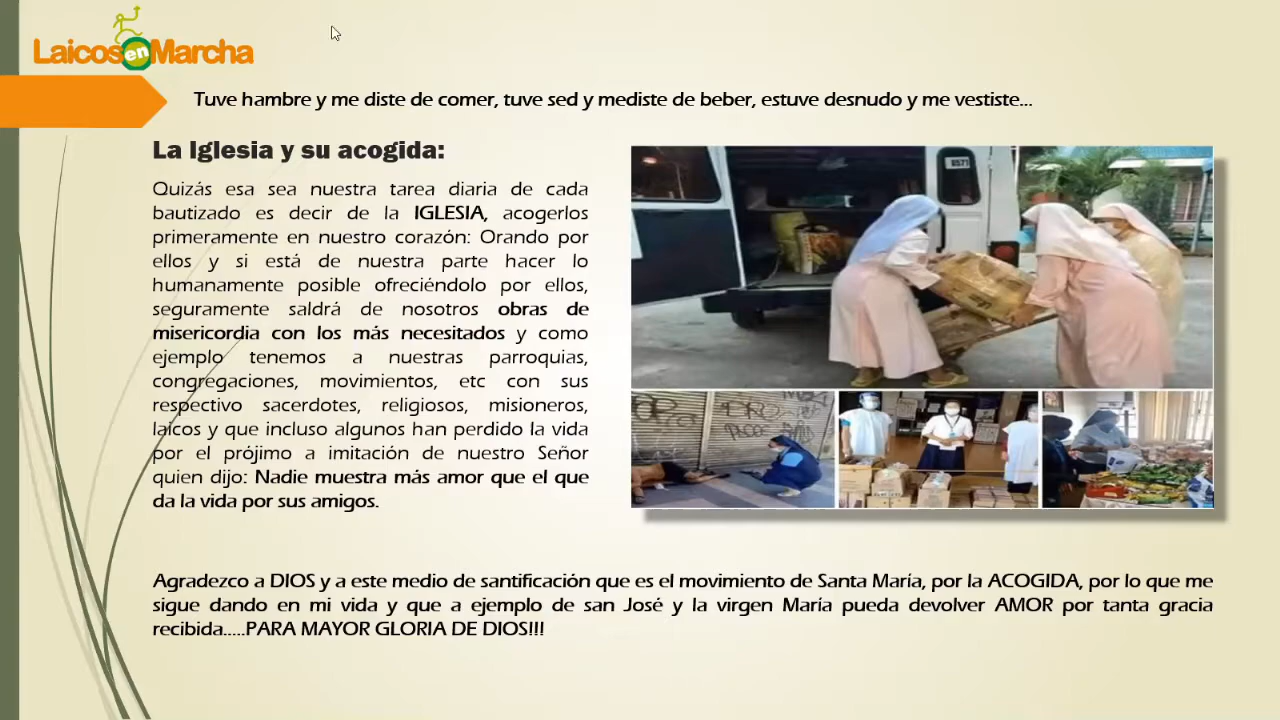 Laicos en Marcha
Tuve hambre y me diste de comer, tuve sed y mediste de beber, estuve desnudo y me vestiste...
La Iglesia y su acogida:
Quizás esa sea nuestra tarea diaria de cada
bautizado es decir de la IGLESIA, acogerlos
primeramente en nuestro corazón: Orando por
ellos y si está de nuestra parte hacer lo
humanamente posible ofreciéndolo por ellos,
seguramente saldrá de nosotros obras de
misericordia con los más necesitados y como
ejemplo tenemos a nuestras parroquias,
congregaciones, movimientos, etc con sus
respectivo sacerdotes, religiosos, misioneros,
laicos y que incluso algunos han perdido la vida
por el prójimo a imitación de nuestro Señor
quien dijo: Nadie muestra más amor que el que
da la vida por sus amigos.
8571
Agradezco a DIOS y a este medio de santificación que es el movimiento de Santa María, por la ACOGIDA, por lo que me
sigue dando en mi vida y que a ejemplo de san José y la virgen María pueda devolver AMOR por tanta gracia
recibida.....PARA MAYOR GLORIA DE DIOS!!!